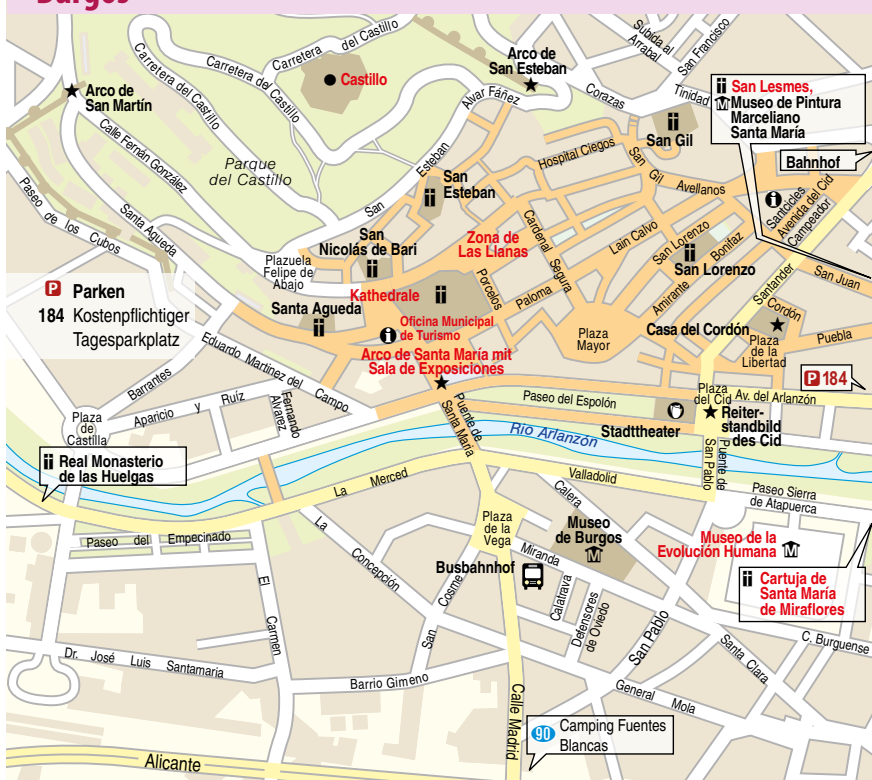 Burgos
Carretera del Castillo
Carretera del Castillo
Carretera del Castillo
Castillo
Arco de
San Esteban
Subida al
Arrabal
San Francisco
Trinidad
Corazas
Alvar Fáñez
Arco de
San Martín
Calle Fernán González
Parque
del Castillo
San Esteban
San
Esteban
Hospital Ciegos
San Gil
San Gil
Avellanos
San Lesmes,
Museo de Pintura
Marceliano
Santa María
Bahnhof
Paseo de los Cubos
Santa Agueda
Plazuela
Felipe de
Abajo
San
Nicolás de Bari
Zona de
Las Llanas
Cardenal Segura
Lain Calvo
San Lorenzo
Bonifaz
San Lorenzo
Amirante
Avenida del Cid
Campeador
San Juan
Santander
P Parken
184 Kostenpflichtiger
Tagesparkplatz
Kathedrale
Porcelos
Paloma
Santa Agueda
Oficina Municipal
de Turismo
Arco de Santa María mit
Sala de Exposiciones
Plaza
Mayor
Casa del Cordón
Cordón
Plaza
de la
Libertad
Puebla
P 184
Eduardo Martínez del Campo
Barrantes
Aparicio y Ruiz
Fernando
Alvarez
Plaza
de
Castilla
Puente de
Santa María
Paseo del Espolón
Plaza
del Cid
Av. del Arlanzón
Stadttheater
Reiter-
standbild
des Cid
Rio Arlanzón
Puente de
San Pablo
Real Monasterio
de las Huelgas
La Merced
Valladolid
Paseo Sierra
de Atapuerca
Calera
Plaza
de la
Vega
Museo
de Burgos
Museo de la
Evolución Humana
Paseo del Empecinado
La Concepción
Busbahnhof
Miranda
Cartuja de
Santa María
de Miraflores
El Carmen
San Cosme
Calatrava
Defensores
de Oviedo
San Pablo
Santa Clara
C. Burguense
Dr. José Luis Santamaria
Barrio Gimeno
General Mola
Calle Madrid
90 Camping Fuentes
Blancas
Alicante